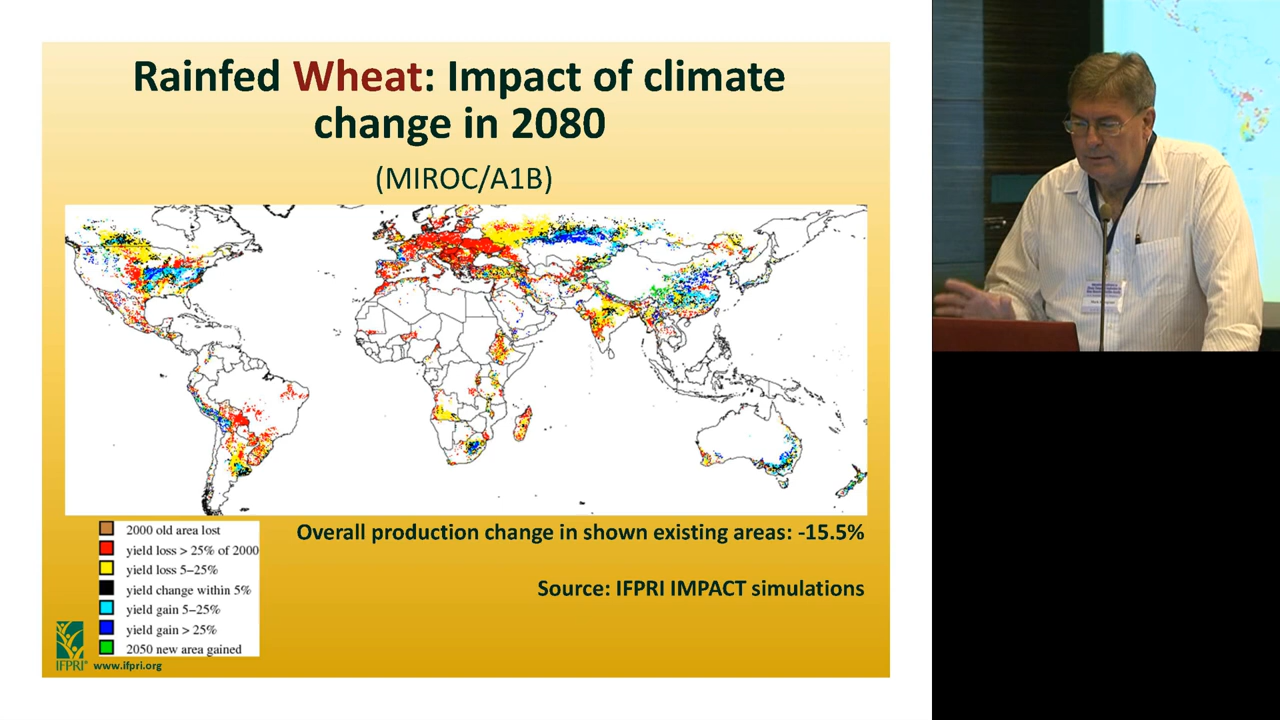 Rainfed Wheat: Impact of climate
change in 2080
(MIROC/A1B)
2000 old area lost
yield loss > 25% of 2000
yield loss 5–25%
yield change within 5%
yield gain 5–25%
yield gain > 25%
2050 new area gained
Overall production change in shown existing areas: -15.5%
Source: IFPRI IMPACT simulations
IFPRI®
www.ifpri.org